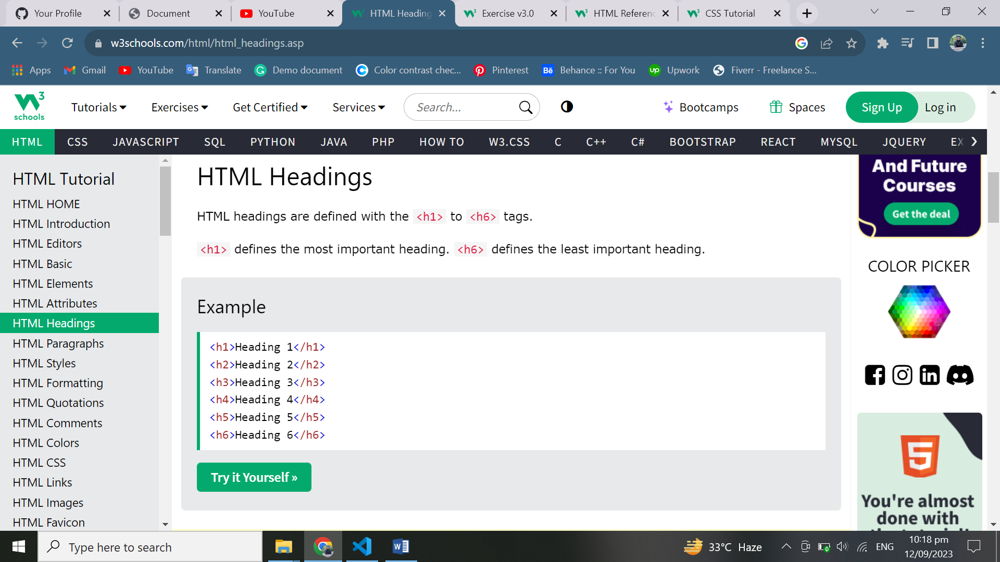 Your Profile
Document
YouTube
HTML Heading
Exercise v3.0
HTML Referenc
CSS Tutorial
w3schools.com/html/html_headings.asp
Apps
Gmail
YouTube
Translate
Demo document
Color contrast chec...
Pinterest
Behance :: For You
Upwork
Fiverr - Freelance S...
W3 schools
Tutorials
Exercises
Get Certified
Services
Search...
Bootcamps
Spaces
Sign Up
Log in
HTML
CSS
JAVASCRIPT
SQL
PYTHON
JAVA
PHP
HOW TO
W3.CSS
C
C++
C#
BOOTSTRAP
REACT
MYSQL
JQUERY
EX
HTML Tutorial
HTML HOME
HTML Introduction
HTML Editors
HTML Basic
HTML Elements
HTML Attributes
HTML Headings
HTML Paragraphs
HTML Styles
HTML Formatting
HTML Quotations
HTML Comments
HTML Colors
HTML CSS
HTML Links
HTML Images
HTML Favicon
HTML Headings
HTML headings are defined with the <h1> to <h6> tags.
<h1> defines the most important heading. <h6> defines the least important heading.
Example
<h1>Heading 1</h1>
<h2>Heading 2</h2>
<h3>Heading 3</h3>
<h4>Heading 4</h4>
<h5>Heading 5</h5>
<h6>Heading 6</h6>
Try it Yourself »
And Future
Courses
Get the deal
COLOR PICKER
You're almost
done with
Type here to search
33°C Haze
ENG
10:18 pm
12/09/2023